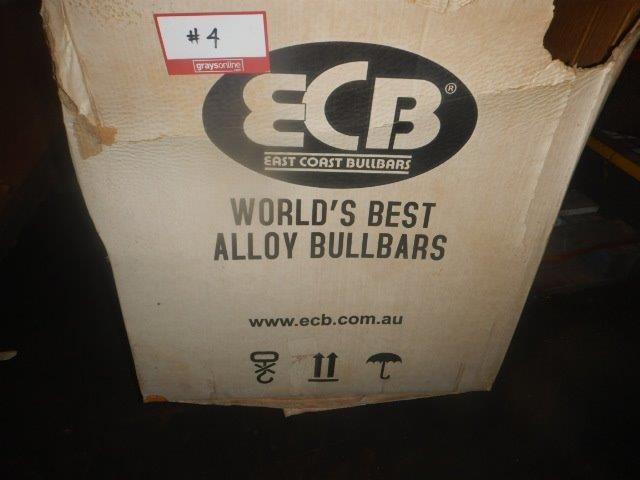 #4
graysonline
ECB®
EAST COAST BULLBARS
WORLD'S BEST
ALLOY BULLBARS
www.ecb.com.au